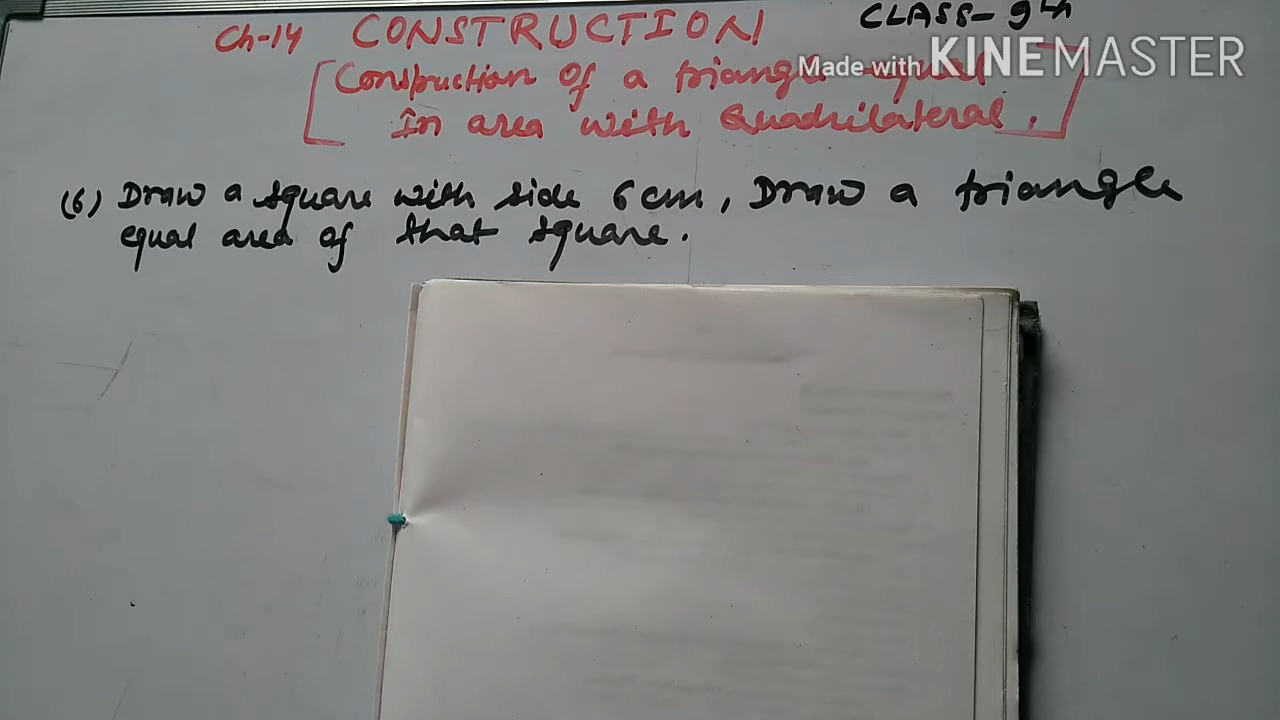 Ch-14 CONSTRUCTION CLASS-9th
Made with KINEMASTER
[Construction of a triangle equal
In area with Quadrilateral.]
(6) Draw a square with side 6cm, Draw a triangle
equal area of that square.